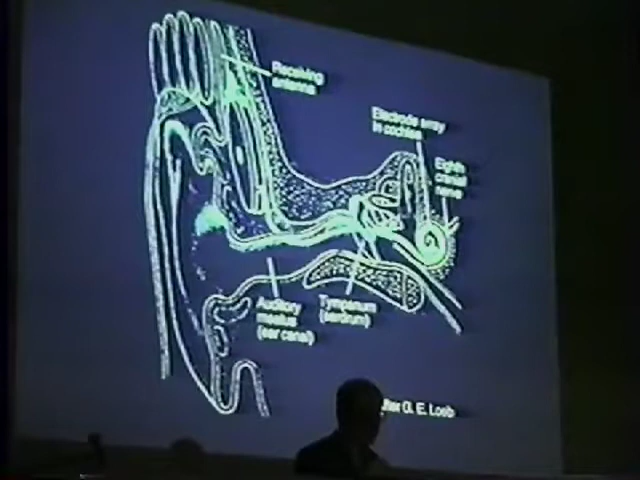 Receiving
antenna
Electrode array
in cochlea
Eighth
cranial
nerve
Auditory
meatus
(ear canal)
Tympanum
(eardrum)
After G. E. Loeb